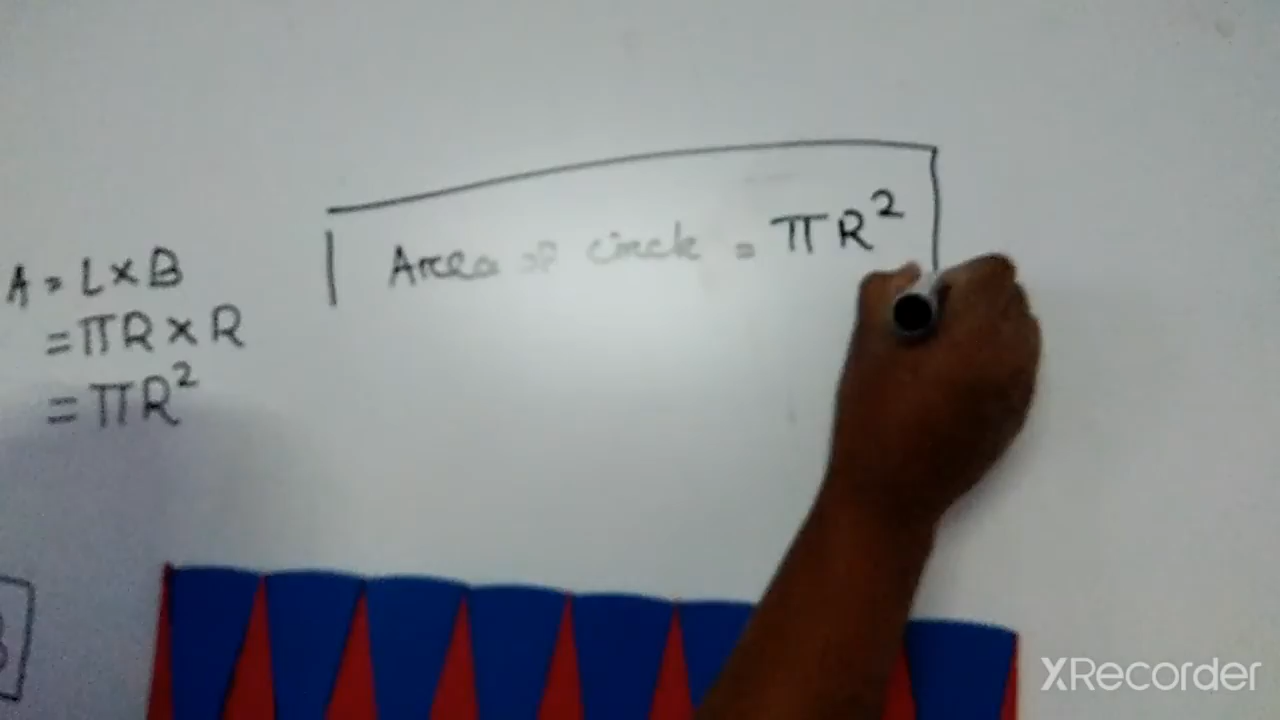 A = L × B
= πR × R
= πR²
Area of circle = πR²
XRecorder